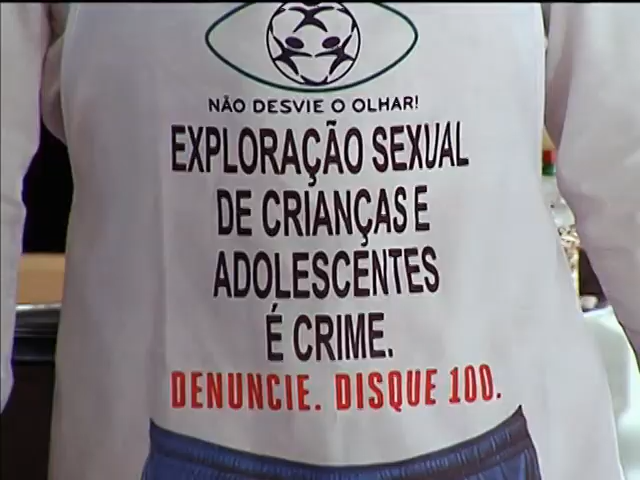 NÃO DESVIE O OLHAR!
EXPLORAÇÃO SEXUAL
DE CRIANÇAS E
ADOLESCENTES
É CRIME.
DENUNCIE. DISQUE 100.